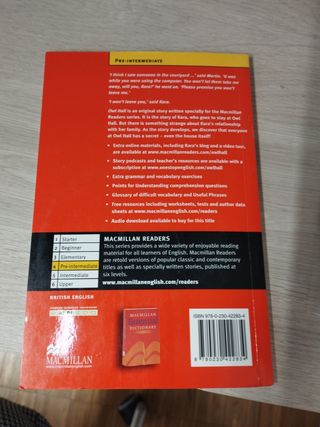 PRE-INTERMEDIATE
'I think I saw someone in the courtyard ...' said Martin. 'It was
while you were using the computer. You won't let them take me
away, will you, Kara?' he went on. 'Please promise you won't
leave me.'
'I won't leave you,' said Kara.
Owl Hall is an original story written specially for the Macmillan
Readers series. It is the story of Kara, who goes to stay at Owl
Hall. But there is something strange about Kara's relationship
with her family. As the story develops, we discover that everyone
at Owl Hall has a secret – even the house itself!
• Extra online materials, including Kara's blog and a video tour,
are available at www.macmillanreaders.com/owlhall
• Story podcasts and teacher's resources are available with a
subscription at www.onestopenglish.com/owlhall
• Extra grammar and vocabulary exercises
• Points for Understanding comprehension questions
• Glossary of difficult vocabulary and Useful Phrases
• Free resources including worksheets, tests and author data
sheets at www.macmillanenglish.com/readers
• Audio download available to buy for this title
1 Starter
2 Beginner
3 Elementary
4 Pre-intermediate
5 Intermediate
6 Upper
MACMILLAN READERS
This series provides a wide variety of enjoyable reading
material for all learners of English. Macmillan Readers
are retold versions of popular classic and contemporary
titles as well as specially written stories, published at
six levels.
www.macmillanenglish.com/readers
BRITISH ENGLISH
MACMILLAN
www.macmillanenglish.com
MACMILLAN
DICTIONARY
ISBN 978-0-230-42283-4
9 780230 422834